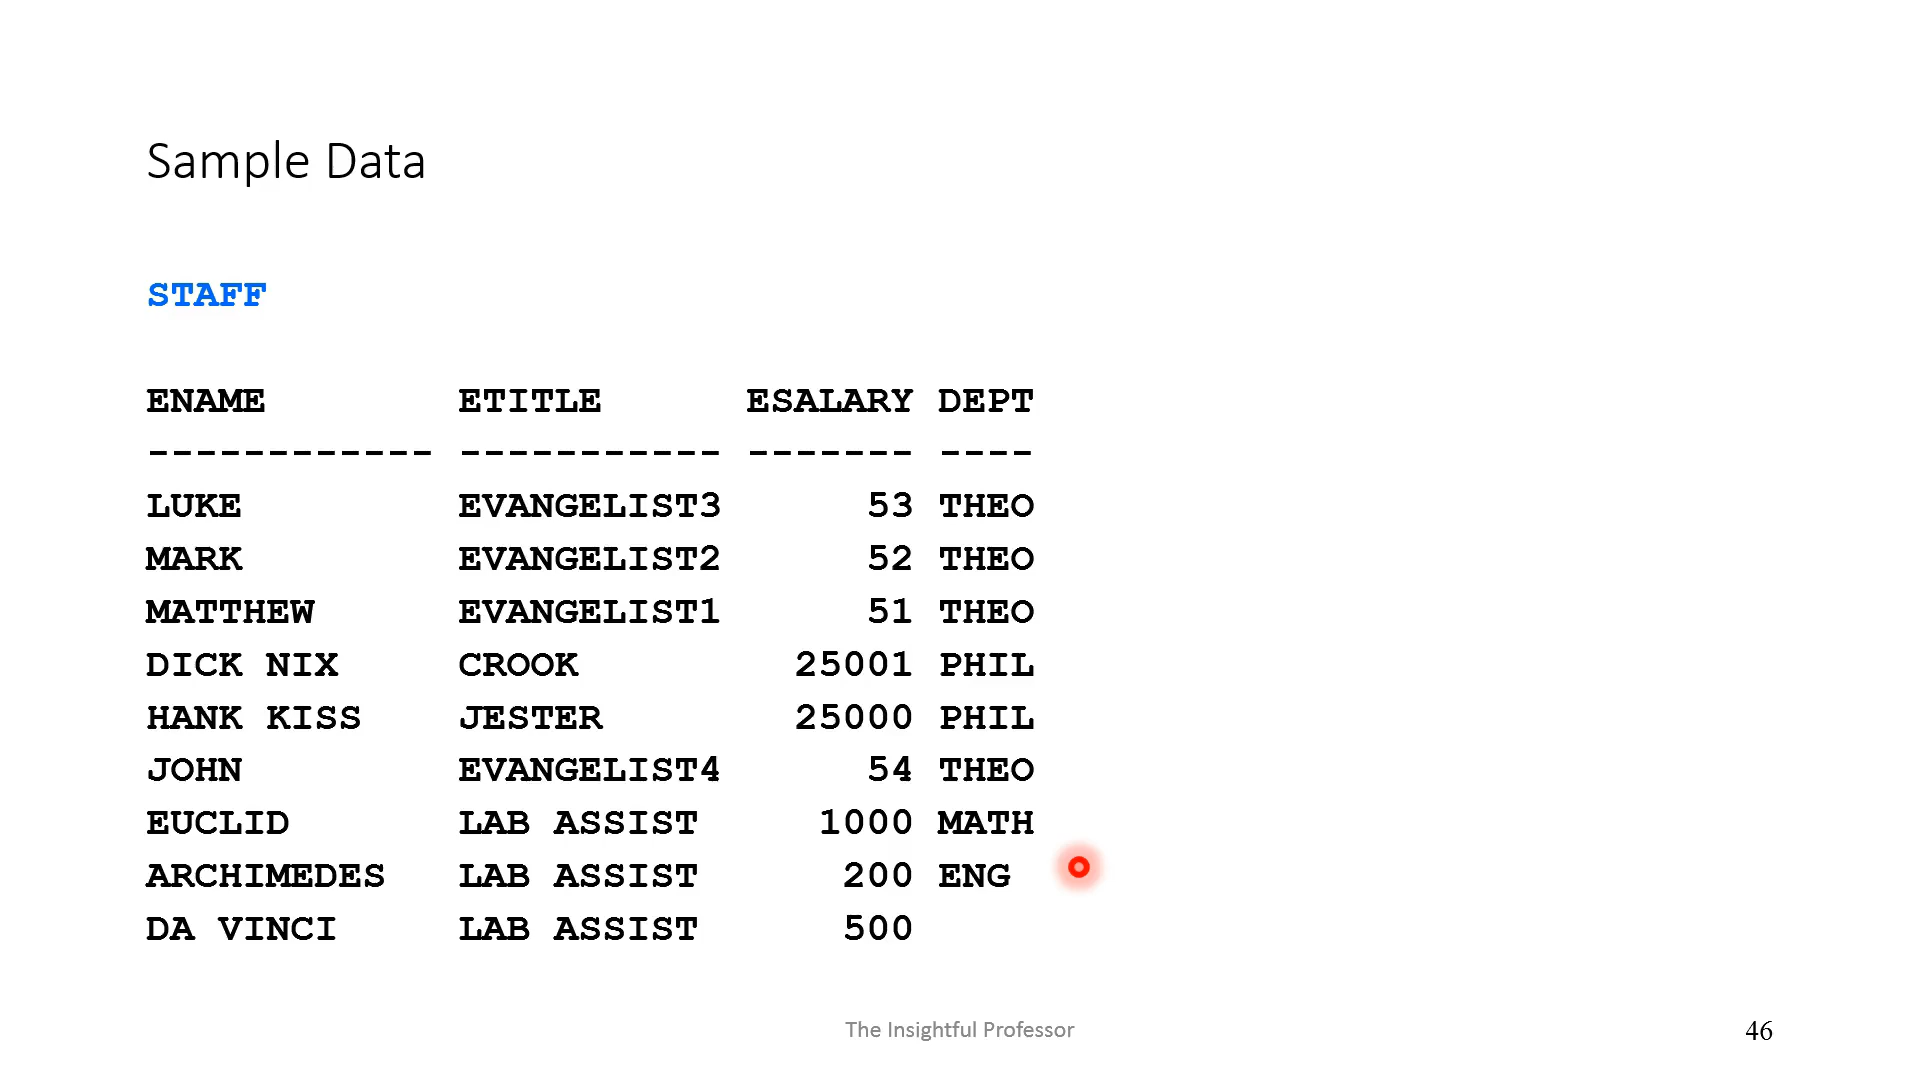 Sample Data
STAFF
ENAME ETITLE ESALARY DEPT
------------ ----------- ------- ----
LUKE EVANGELIST3 53 THEO
MARK EVANGELIST2 52 THEO
MATTHEW EVANGELIST1 51 THEO
DICK NIX CROOK 25001 PHIL
HANK KISS JESTER 25000 PHIL
JOHN EVANGELIST4 54 THEO
EUCLID LAB ASSIST 1000 MATH
ARCHIMEDES LAB ASSIST 200 ENG
DA VINCI LAB ASSIST 500
The Insightful Professor 46